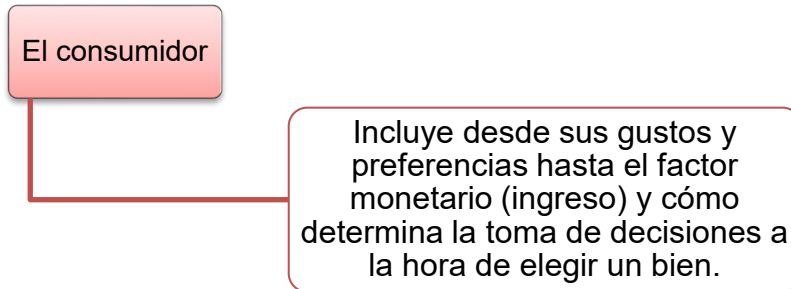 El consumidor
Incluye desde sus gustos y
preferencias hasta el factor
monetario (ingreso) y cómo
determina la toma de decisiones a
la hora de elegir un bien.